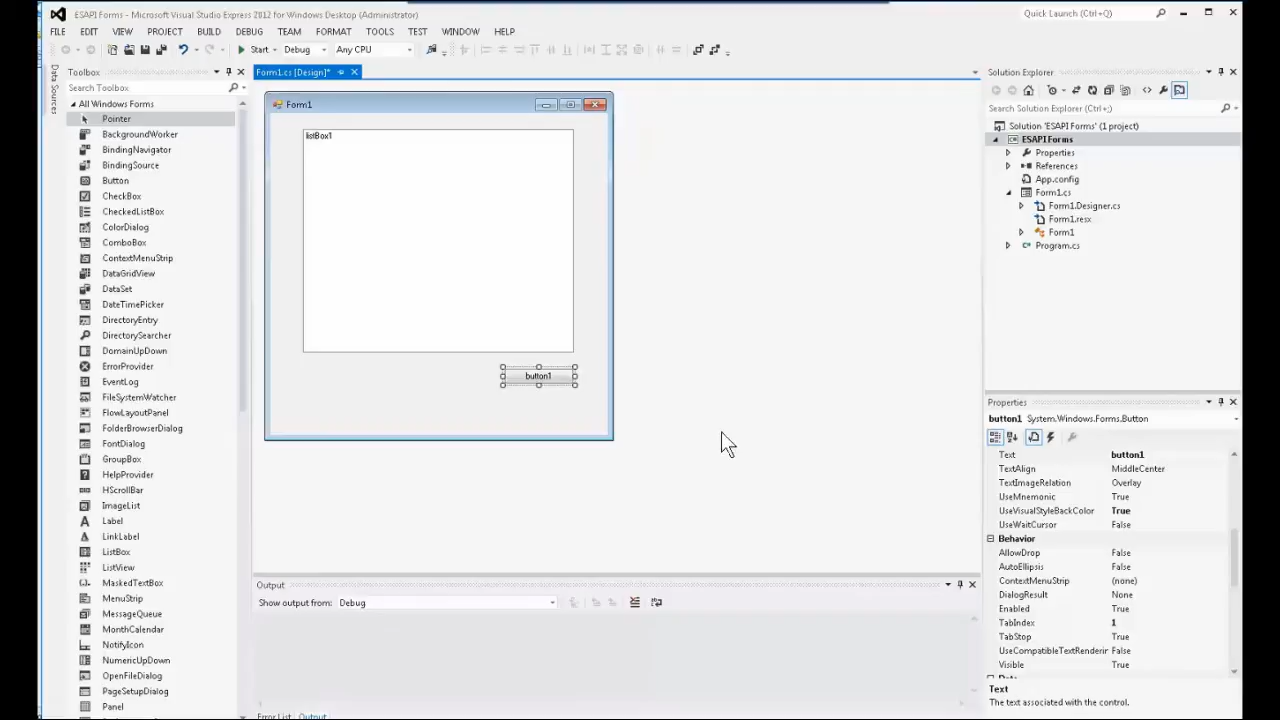 ESAPI Forms - Microsoft Visual Studio Express 2012 for Windows Desktop (Administrator)
Quick Launch (Ctrl+Q)
FILE EDIT VIEW PROJECT BUILD DEBUG TEAM FORMAT TOOLS TEST WINDOW HELP
Start Debug Any CPU
Data Sources
Toolbox
Search Toolbox
All Windows Forms
Pointer
BackgroundWorker
BindingNavigator
BindingSource
Button
CheckBox
CheckedListBox
ColorDialog
ComboBox
ContextMenuStrip
DataGridView
DataSet
DateTimePicker
DirectoryEntry
DirectorySearcher
DomainUpDown
ErrorProvider
EventLog
FileSystemWatcher
FlowLayoutPanel
FolderBrowserDialog
FontDialog
GroupBox
HelpProvider
HScrollBar
ImageList
Label
LinkLabel
ListBox
ListView
MaskedTextBox
MenuStrip
MessageQueue
MonthCalendar
NotifyIcon
NumericUpDown
OpenFileDialog
PageSetupDialog
Panel
Form1.cs [Design]*
Form1
listBox1
button1
Output
Show output from: Debug
Error List Output
Solution Explorer
Search Solution Explorer (Ctrl+;)
Solution 'ESAPI Forms' (1 project)
ESAPI Forms
Properties
References
App.config
Form1.cs
Form1.Designer.cs
Form1.resx
Form1
Program.cs
Properties
button1 System.Windows.Forms.Button
Text button1
TextAlign MiddleCenter
TextImageRelation Overlay
UseMnemonic True
UseVisualStyleBackColor True
UseWaitCursor False
Behavior
AllowDrop False
AutoEllipsis False
ContextMenuStrip (none)
DialogResult None
Enabled True
TabIndex 1
TabStop True
UseCompatibleTextRenderir False
Visible True
Text
The text associated with the control.